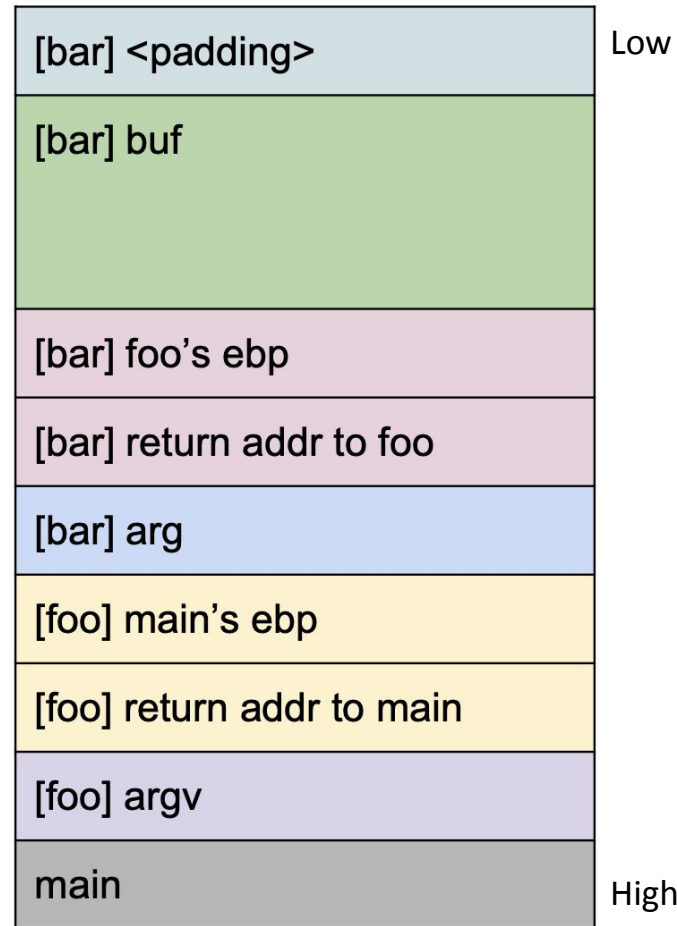 [bar] <padding>
Low
[bar] buf
[bar] foo’s ebp
[bar] return addr to foo
[bar] arg
[foo] main’s ebp
[foo] return addr to main
[foo] argv
main
High